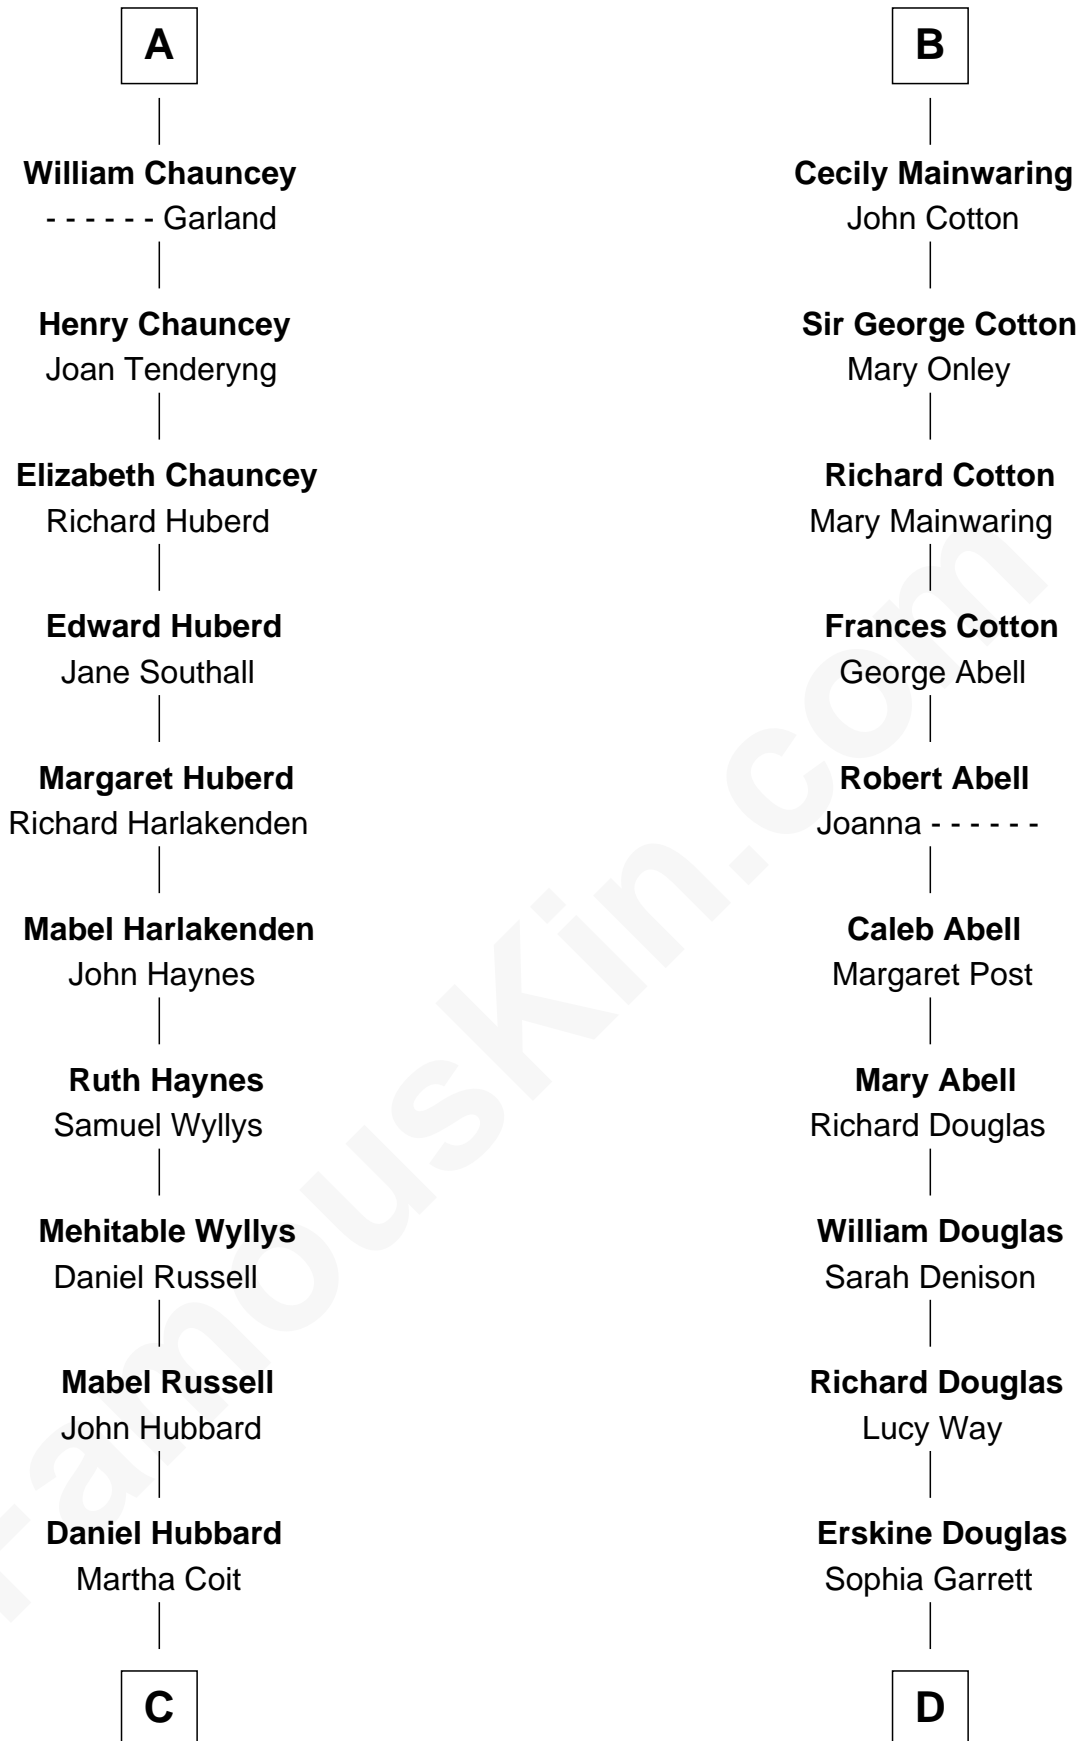 A
William Chauncey
- - - - - - Garland
Henry Chauncey
Joan Tenderyng
Elizabeth Chauncey
Richard Huberd
Edward Huberd
Jane Southall
Margaret Huberd
Richard Harlakenden
Mabel Harlakenden
John Haynes
Ruth Haynes
Samuel Wyllys
Mehitable Wyllys
Daniel Russell
Mabel Russell
John Hubbard
Daniel Hubbard
Martha Coit
C
B
Cecily Mainwaring
John Cotton
Sir George Cotton
Mary Onley
Richard Cotton
Mary Mainwaring
Frances Cotton
George Abell
Robert Abell
Joanna - - - - - -
Caleb Abell
Margaret Post
Mary Abell
Richard Douglas
William Douglas
Sarah Denison
Richard Douglas
Lucy Way
Erskine Douglas
Sophia Garrett
D
FamousKin.com